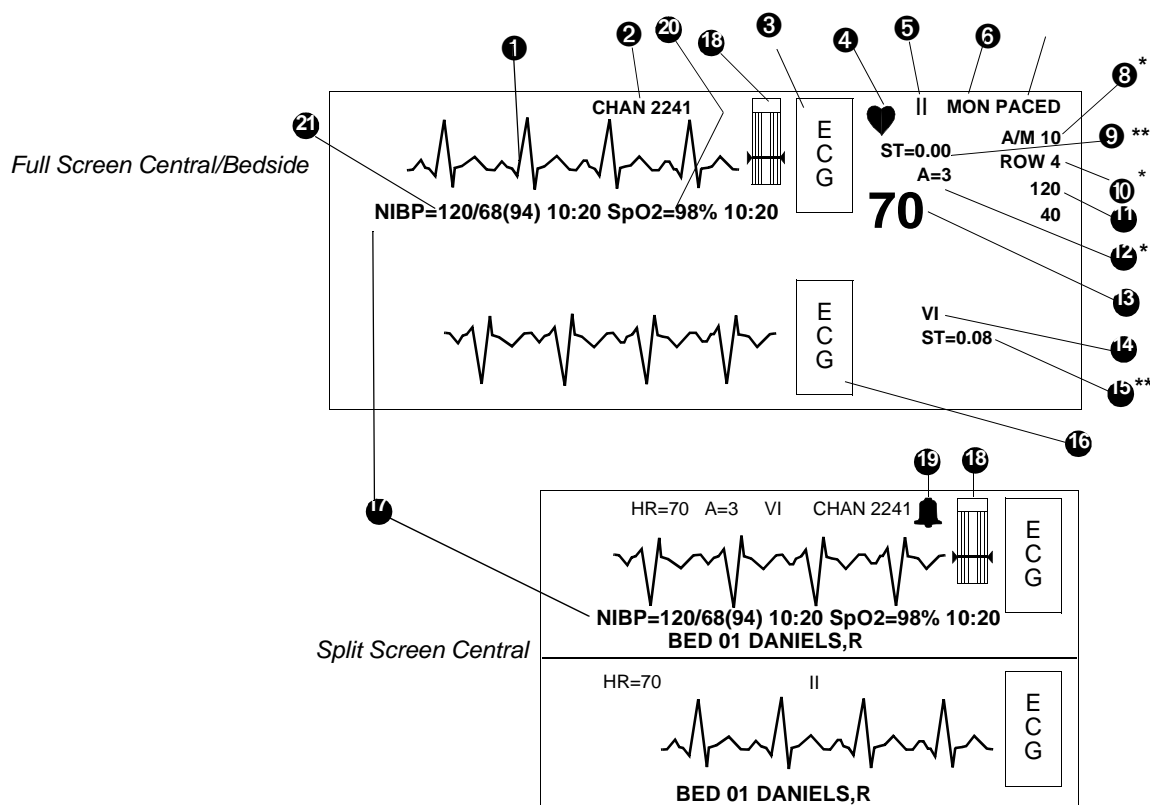 1 2 20 18 3 4 5 6 8 *
CHAN 2241 II MON PACED
21
Full Screen Central/Bedside
E
C
G
A/M 10
ST=0.00 9 **
ROW 4
A=3 10 *
NIBP=120/68(94) 10:20 SpO2=98% 10:20
70
120
11
40
12 *
13
E
C
G
VI
14
ST=0.08
15 **
16
17
19 18
HR=70 A=3 VI CHAN 2241
E
C
G
NIBP=120/68(94) 10:20 SpO2=98% 10:20
BED 01 DANIELS,R
Split Screen Central
HR=70 II
E
C
G
BED 01 DANIELS,R